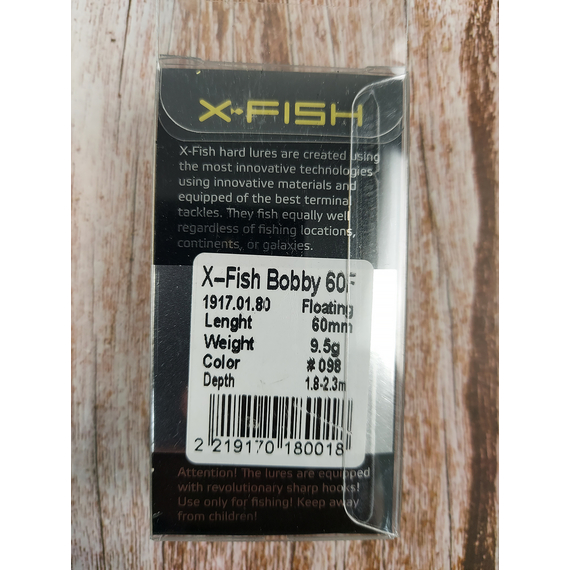 X-FISH
X-Fish hard lures are created using
the most innovative technologies
using innovative materials and
equipped of the best terminal
tackles. They fish equally well
regardless of fishing locations,
continents, or galaxies.
X-Fish Bobby 60F
1917.01.80 Floating
Lenght 60mm
Weight 9.5g
Color # 098
Depth 1.8-2.3m
2 219170 180018
Attention! The lures are equipped
with revolutionary sharp hooks!
Use only for fishing! Keep away
from children!